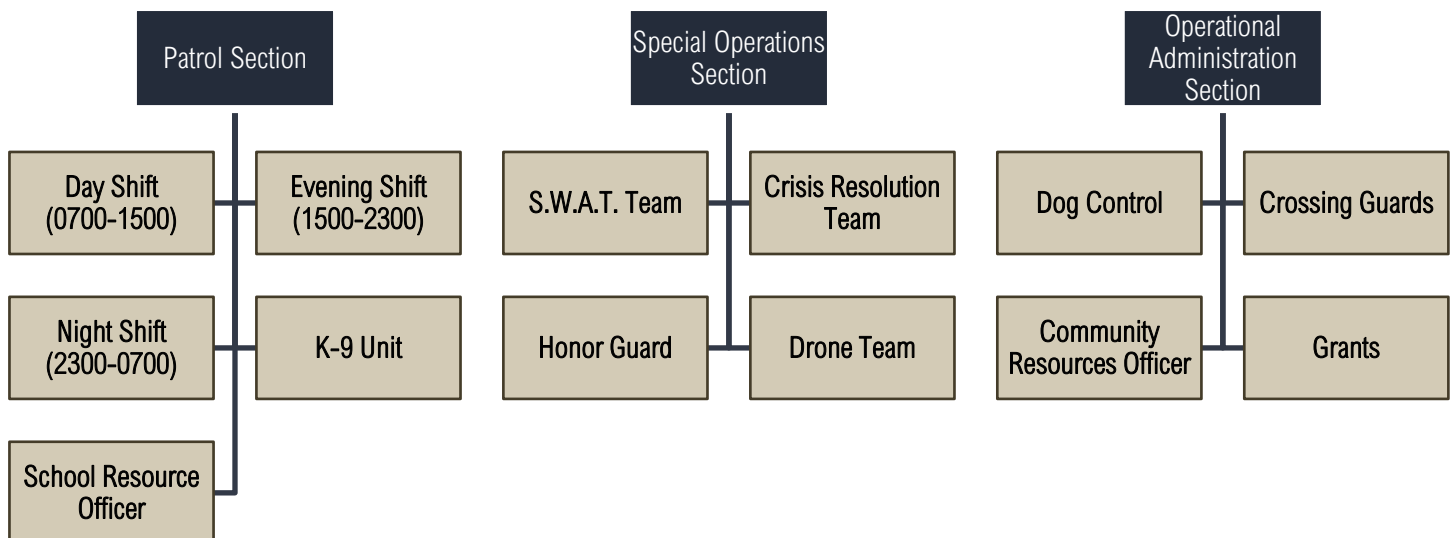 Patrol Section
Day Shift
(0700-1500)
Evening Shift
(1500-2300)
Night Shift
(2300-0700)
K-9 Unit
School Resource
Officer
Special Operations
Section
S.W.A.T. Team
Crisis Resolution
Team
Honor Guard
Drone Team
Operational
Administration
Section
Dog Control
Crossing Guards
Community
Resources Officer
Grants